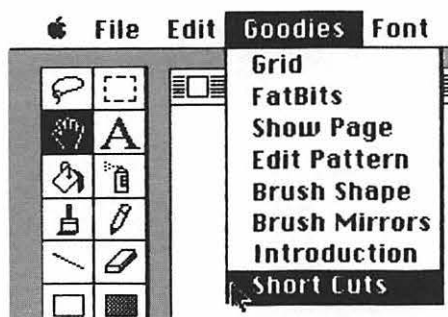 File Edit Goodies Font
Grid
FatBits
Show Page
Edit Pattern
Brush Shape
Brush Mirrors
Introduction
Short Cuts
A